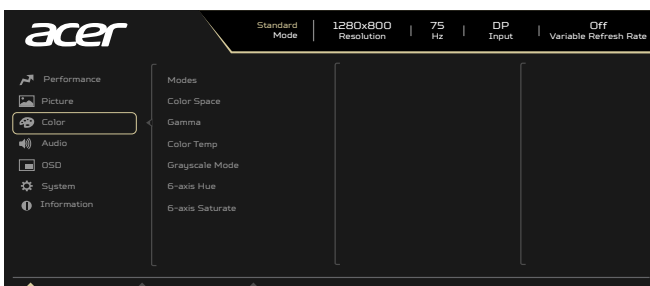 acer
Standard Mode
1280x800 Resolution
75 Hz
DP Input
Off Variable Refresh Rate
Performance
Picture
Color
Audio
OSD
System
Information
Modes
Color Space
Gamma
Color Temp
Grayscale Mode
6-axis Hue
6-axis Saturate